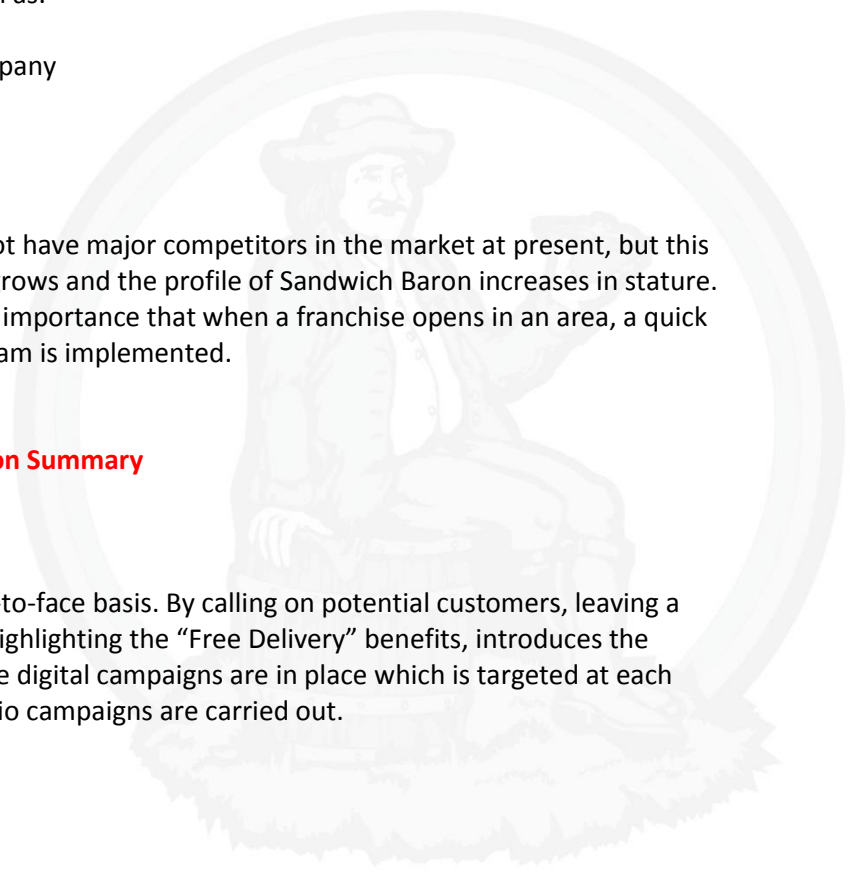 us.
pany
ot have major competitors in the market at present, but this
rows and the profile of Sandwich Baron increases in stature.
importance that when a franchise opens in an area, a quick
am is implemented.
on Summary
-to-face basis. By calling on potential customers, leaving a
ighlighting the “Free Delivery” benefits, introduces the
e digital campaigns are in place which is targeted at each
io campaigns are carried out.